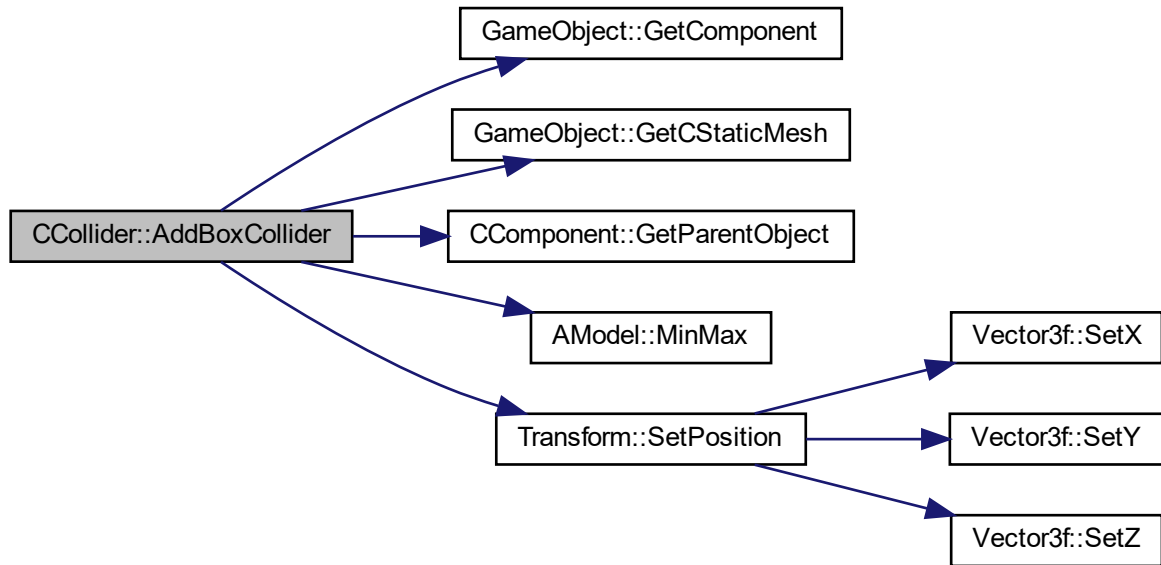 GameObject::GetComponent
GameObject::GetCStaticMesh
CCollider::AddBoxCollider
CComponent::GetParentObject
AModel::MinMax
Vector3f::SetX
Transform::SetPosition
Vector3f::SetY
Vector3f::SetZ